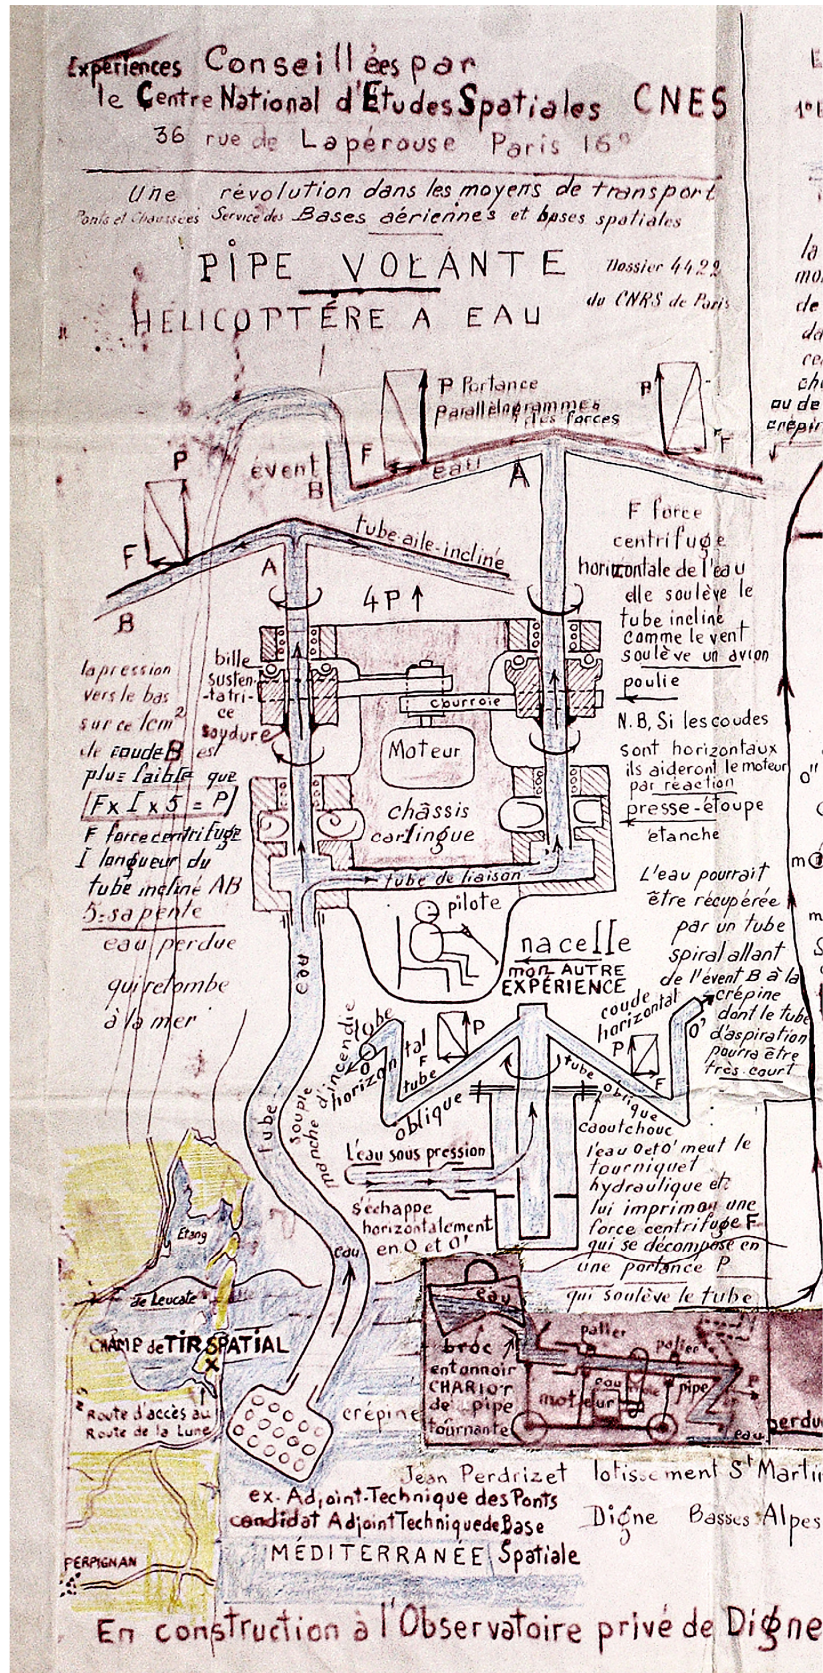 Expériences Conseillées par
le Centre National d'Etudes Spatiales CNES
36 rue de Lapérouse Paris 16e
Une révolution dans les moyens de transport
Ponts et Chaussées Service des Bases aériennes et bases spatiales
PIPE VOLANTE
Dossier 4422
du CNRS de Paris
HÉLICOPTTÉRE A EAU
P Portance
parallélogrammes
des forces
P
F
évent
B
F
eau
A
P
F
P
F
tube-aile-incliné
A
B
4P
F force
centrifuge
horizontale de l'eau
elle soulève le
tube incliné
comme le vent
soulève un avion
poulie
N.B, Si les coudes
sont horizontaux
ils aideront le moteur
par réaction
presse-étoupe
étanche
la pression
vers le bas
sur ce 1cm²
de coude B est
plus faible que
F x I x 5 = P
F force centrifuge
I longueur du
tube incliné AB
5=sa pente
eau perdue
qui retombe
à la mer
bille
susten-
-tatri-
ce
soudure
courroie
Moteur
châssis
carlingue
tube de liaison
pilote
nacelle
mon AUTRE
EXPÉRIENCE
L'eau pourrait
être récupérée
par un tube
spiral allant
de l'évent B à la
crépine
dont le tube
d'aspiration
pourra être
très court
eau
tube
souple
manche d'incendie
eau
tube
horizontal
O
P
F
tube
oblique
coude
horizontal
O'
P
F
tube oblique
caoutchouc
L'eau sous pression
s'échappe
horizontalement
en O et O'
l'eau O et O' meut le
tourniquet
hydraulique et
lui imprimon une
force centrifuge F
qui se décompose en
une portance P
qui soulève le tube
Etang
de Leucate
CHAMP de TIR SPATIAL
X
Route d'accès au
Route de la Lune
PERPIGNAN
crépine
eau
broc
entonnoir
CHARIOT
de pipe
tournante
palier
palier
eau
moteur
pipe
P
eau
Jean Perdrizet lotissement St Martin
ex-Adjoint-Technique des Ponts
candidat Adjoint Technique de Base
Digne Basses Alpes
MÉDITERRANÉE Spatiale
En construction à l'Observatoire privé de Digne